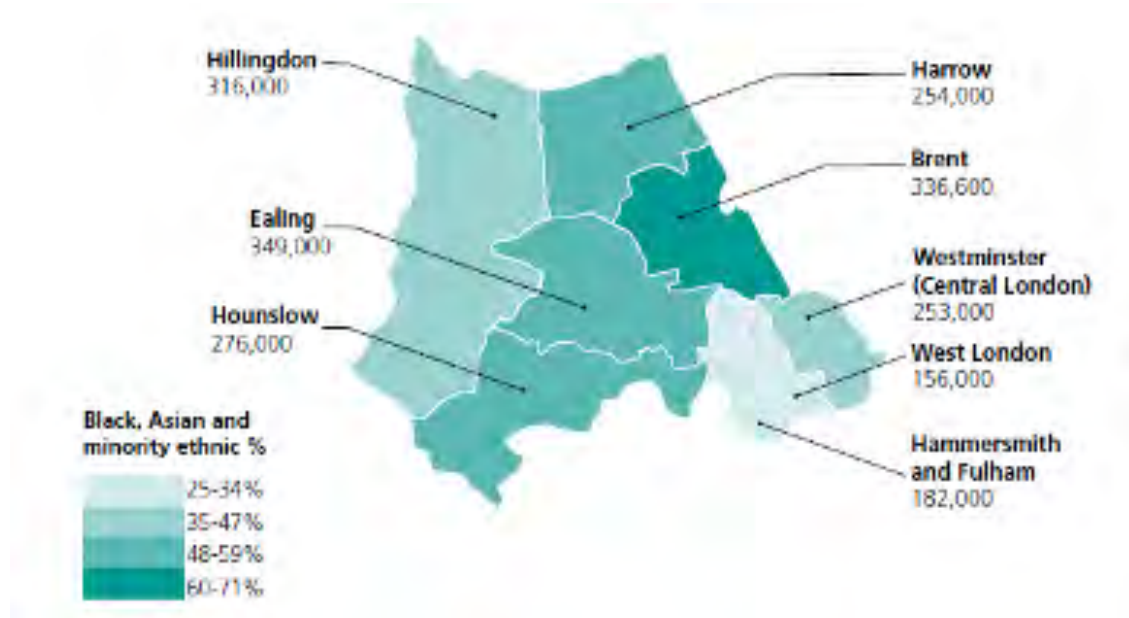 Hillingdon
316,000
Harrow
254,000
Brent
336,600
Ealing
349,000
Westminster
(Central London)
253,000
Hounslow
276,000
West London
156,000
Hammersmith
and Fulham
182,000
Black, Asian and
minority ethnic %
25-34%
35-47%
48-59%
60-71%